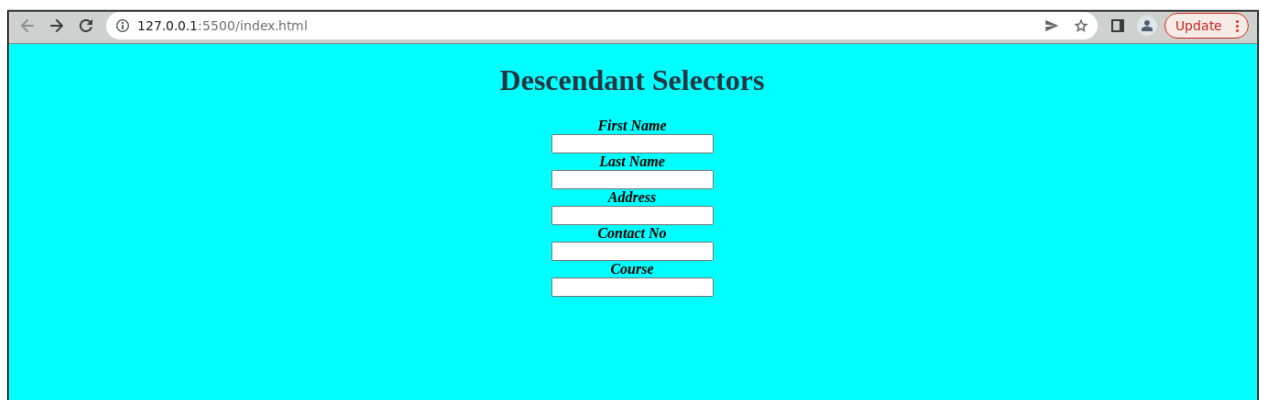 127.0.0.1:5500/index.html
Update
Descendant Selectors
First Name
Last Name
Address
Contact No
Course